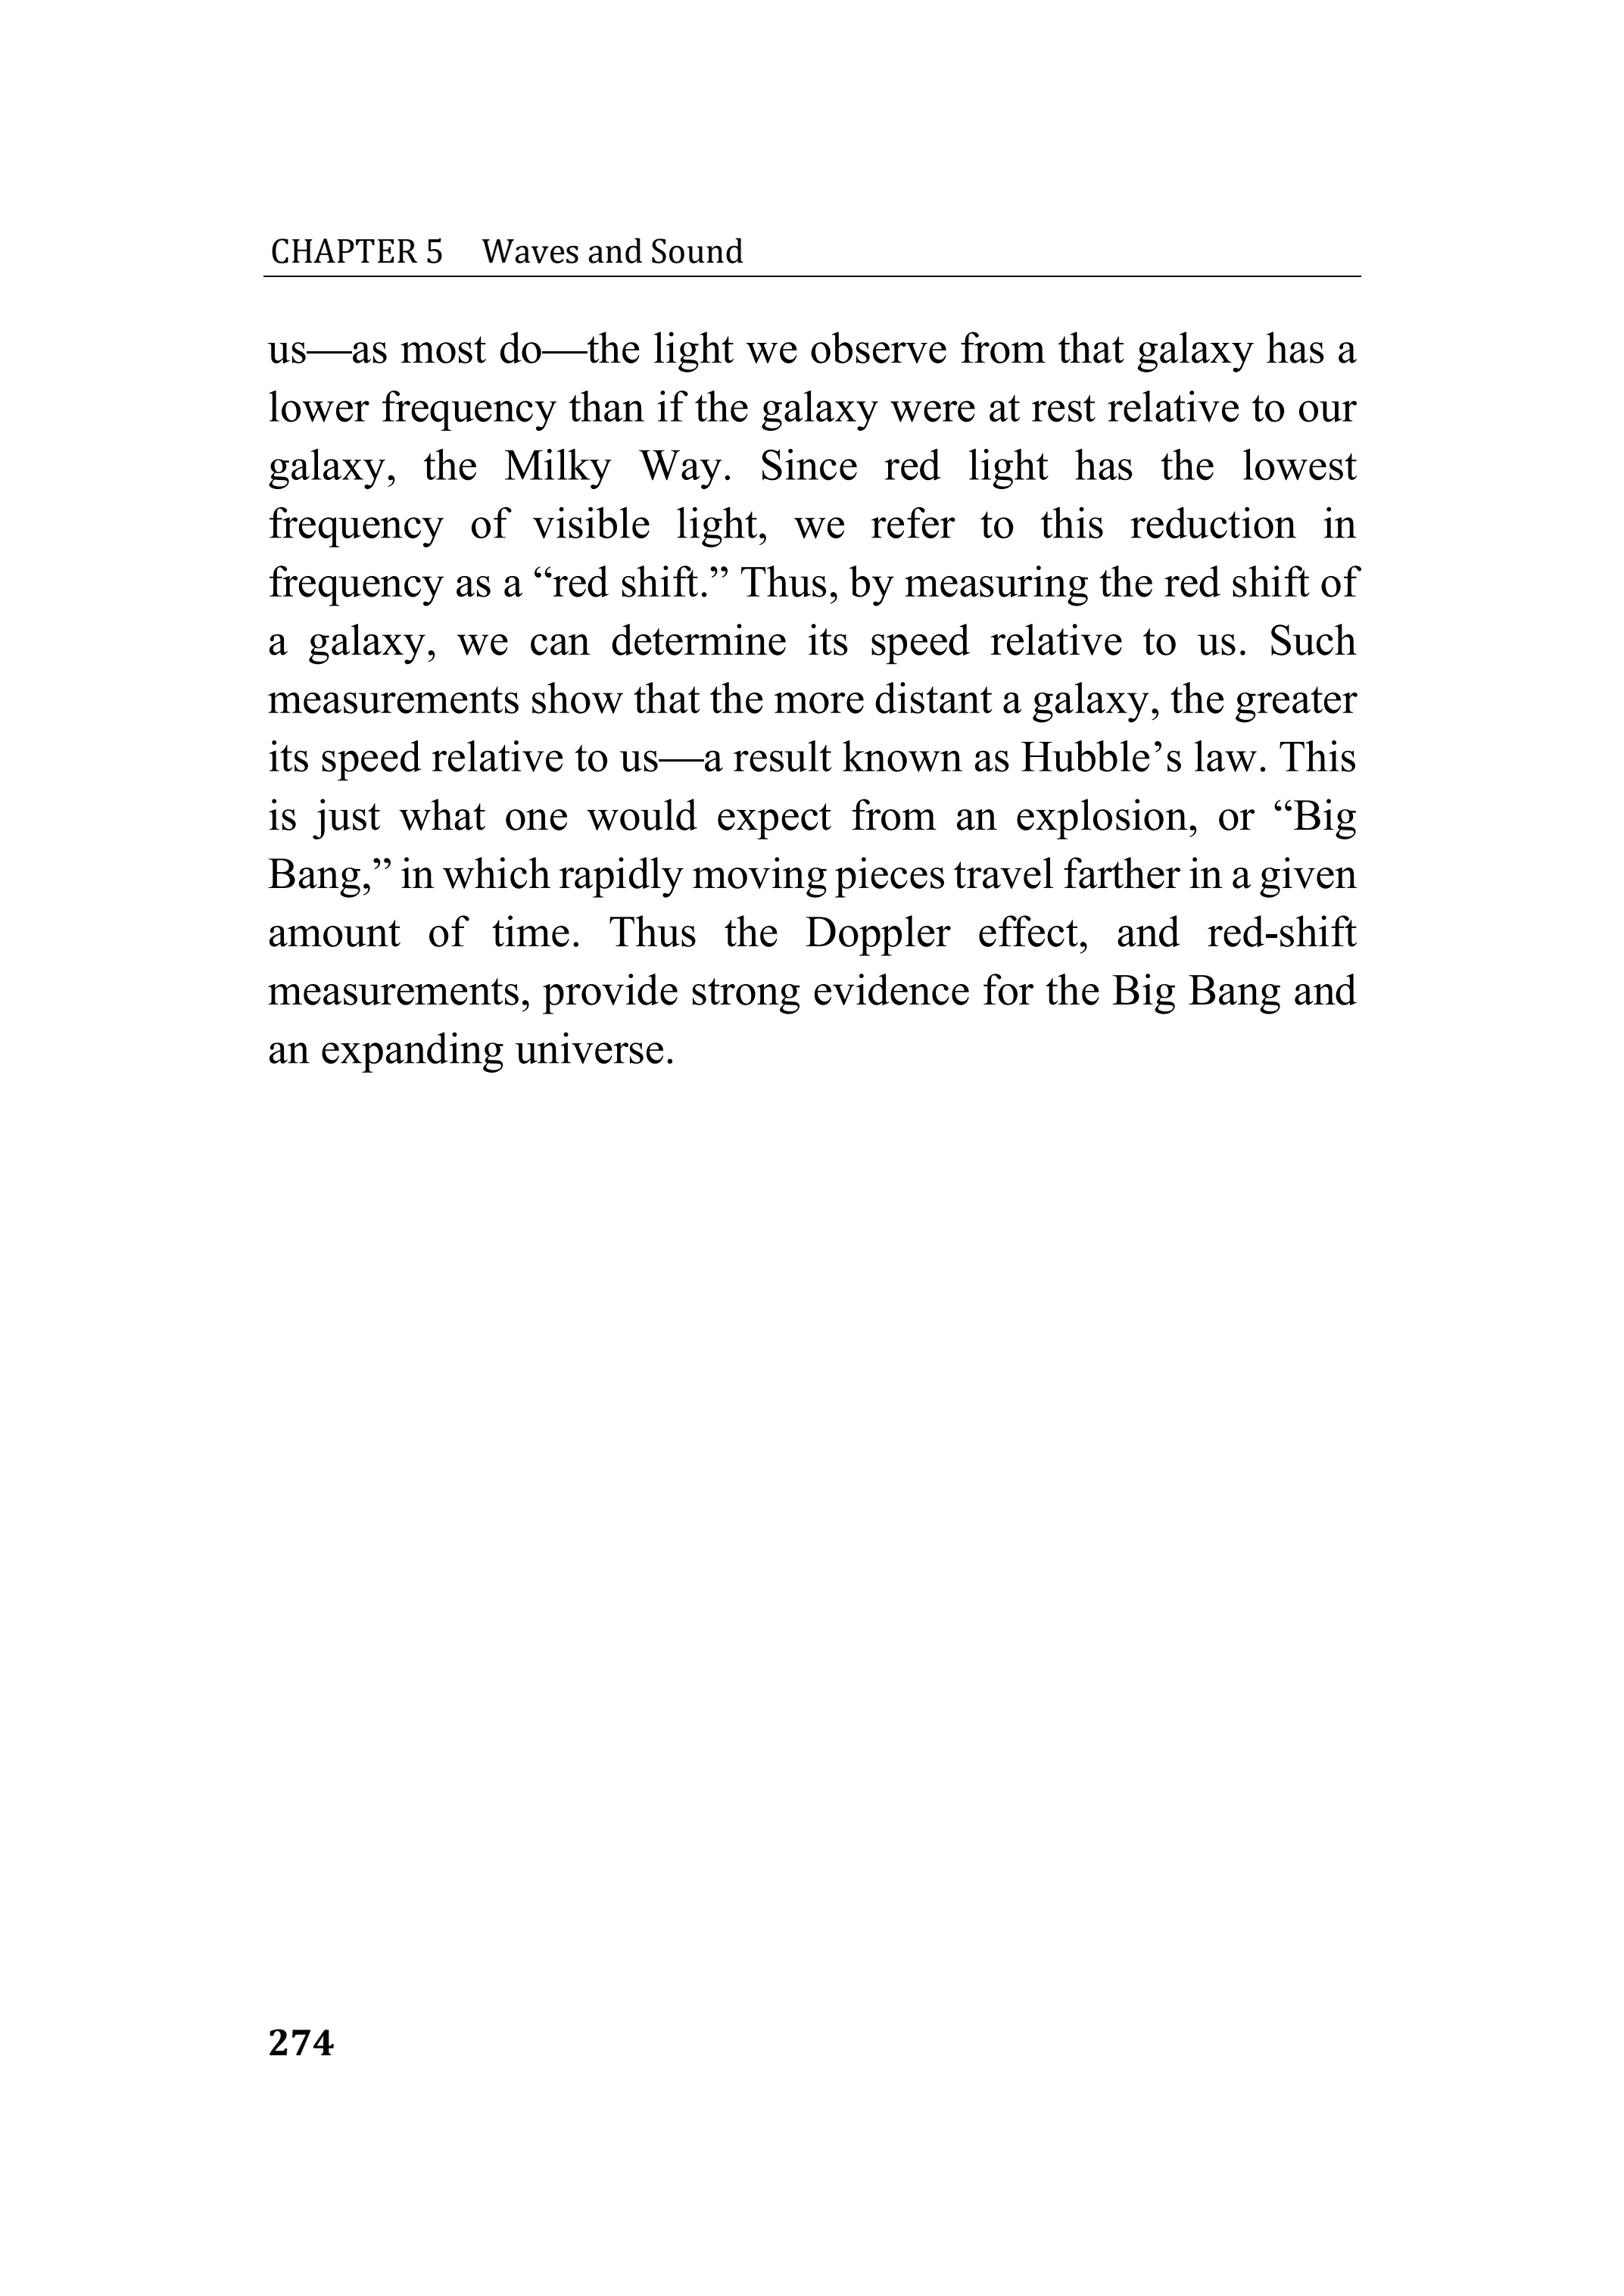 CHAPTER 5 Waves and Sound
us—as most do—the light we observe from that galaxy has a
lower frequency than if the galaxy were at rest relative to our
galaxy, the Milky Way. Since red light has the lowest
frequency of visible light, we refer to this reduction in
frequency as a “red shift.” Thus, by measuring the red shift of
a galaxy, we can determine its speed relative to us. Such
measurements show that the more distant a galaxy, the greater
its speed relative to us—a result known as Hubble’s law. This
is just what one would expect from an explosion, or “Big
Bang,” in which rapidly moving pieces travel farther in a given
amount of time. Thus the Doppler effect, and red-shift
measurements, provide strong evidence for the Big Bang and
an expanding universe.
274